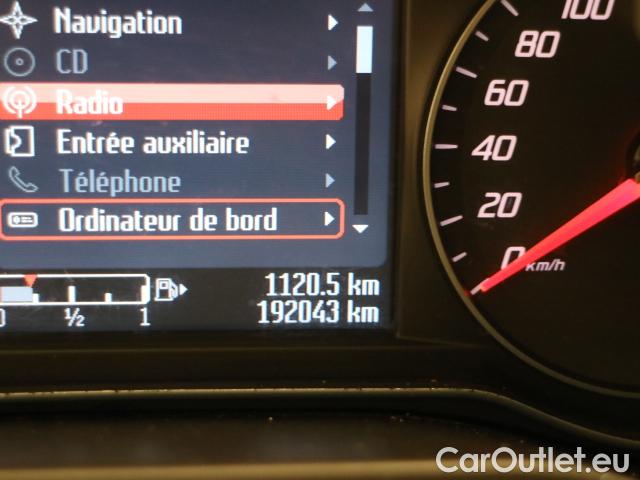 Navigation
CD
Radio
Entrée auxiliaire
Téléphone
Ordinateur de bord
0 ½ 1
1120.5 km
192043 km
100
80
60
40
20
0 km/h
CarOutlet.eu